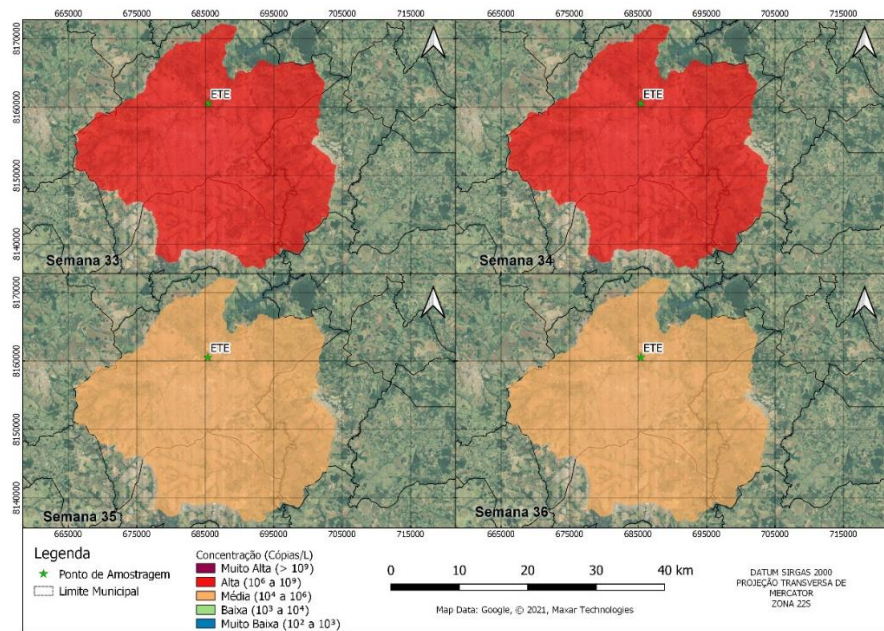 665000 675000 685000 695000 705000 715000 665000 675000 685000 695000 705000 715000
8170000
8160000
8150000
8140000
ETE
Semana 33
ETE
Semana 34
8170000
8160000
8150000
8140000
ETE
Semana 35
ETE
Semana 36
665000 675000 685000 695000 705000 715000 665000 675000 685000 695000 705000 715000
Legenda
Ponto de Amostragem
Limite Municipal
Concentração (Cópias/L)
Muito Alta (> 10⁹)
Alta (10⁶ a 10⁹)
Média (10⁴ a 10⁶)
Baixa (10³ a 10⁴)
Muito Baixa (10² a 10³)
0 10 20 30 40 km
Map Data: Google, © 2021, Maxar Technologies
DATUM SIRGAS 2000
PROJEÇÃO TRANSVERSA DE
MERCATOR
ZONA 22S